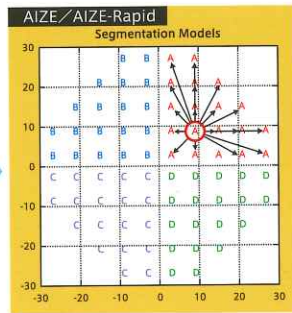 AIZE/AIZE-Rapid
Segmentation Models
30
B B A A
20 B B B A A A
B B B B A A A A
10 B B B B B A A A A A
B B B B B A A A A A
0
C C C C C D D D D D
-10 C C C C C D D D D D
C C C C D D D D
-20 C C C D D D
C C D D
-30
-30 -20 -10 0 10 20 30